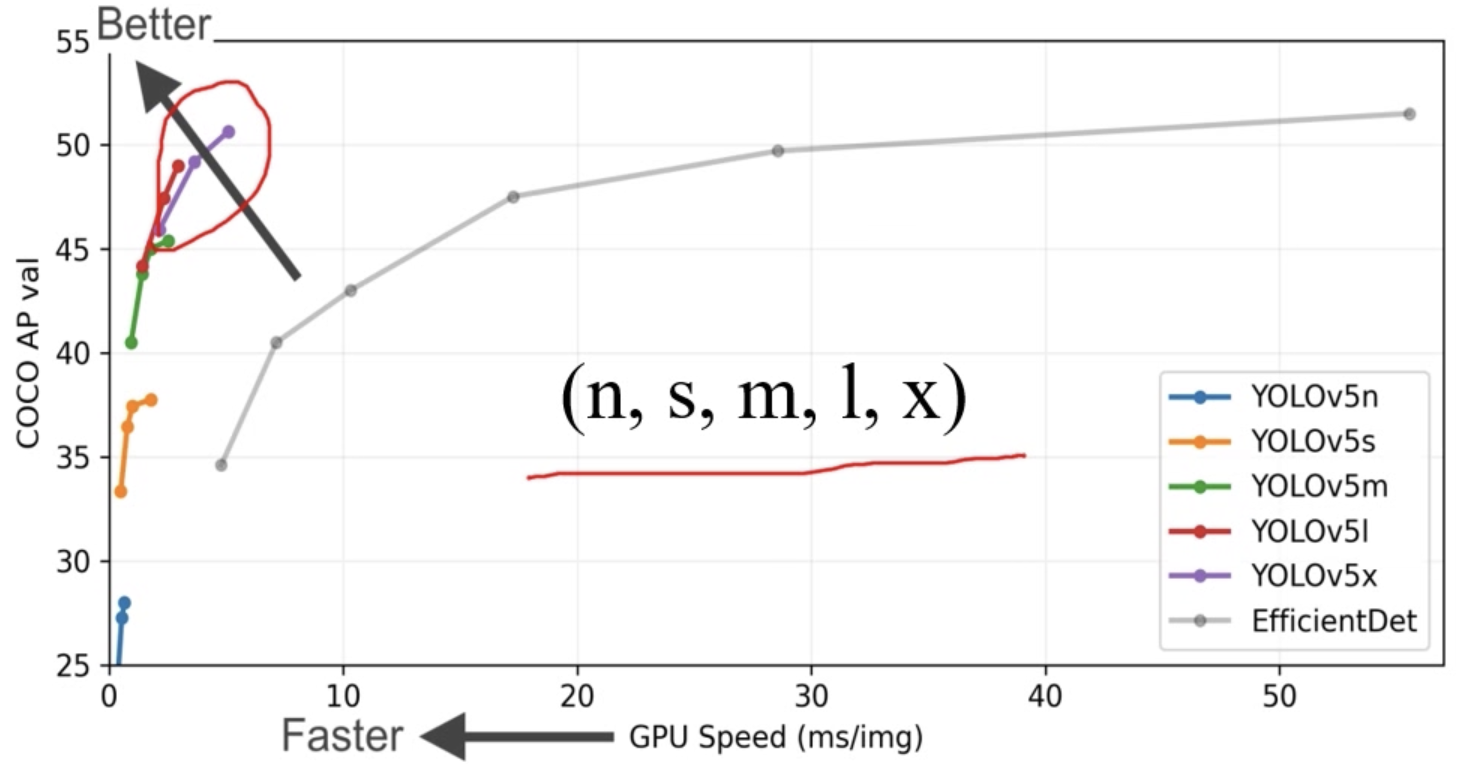 Better
55
50
45
40
35
30
25
COCO AP val
(n, s, m, l, x)
YOLOv5n
YOLOv5s
YOLOv5m
YOLOv5l
YOLOv5x
EfficientDet
0 10 20 30 40 50
Faster GPU Speed (ms/img)